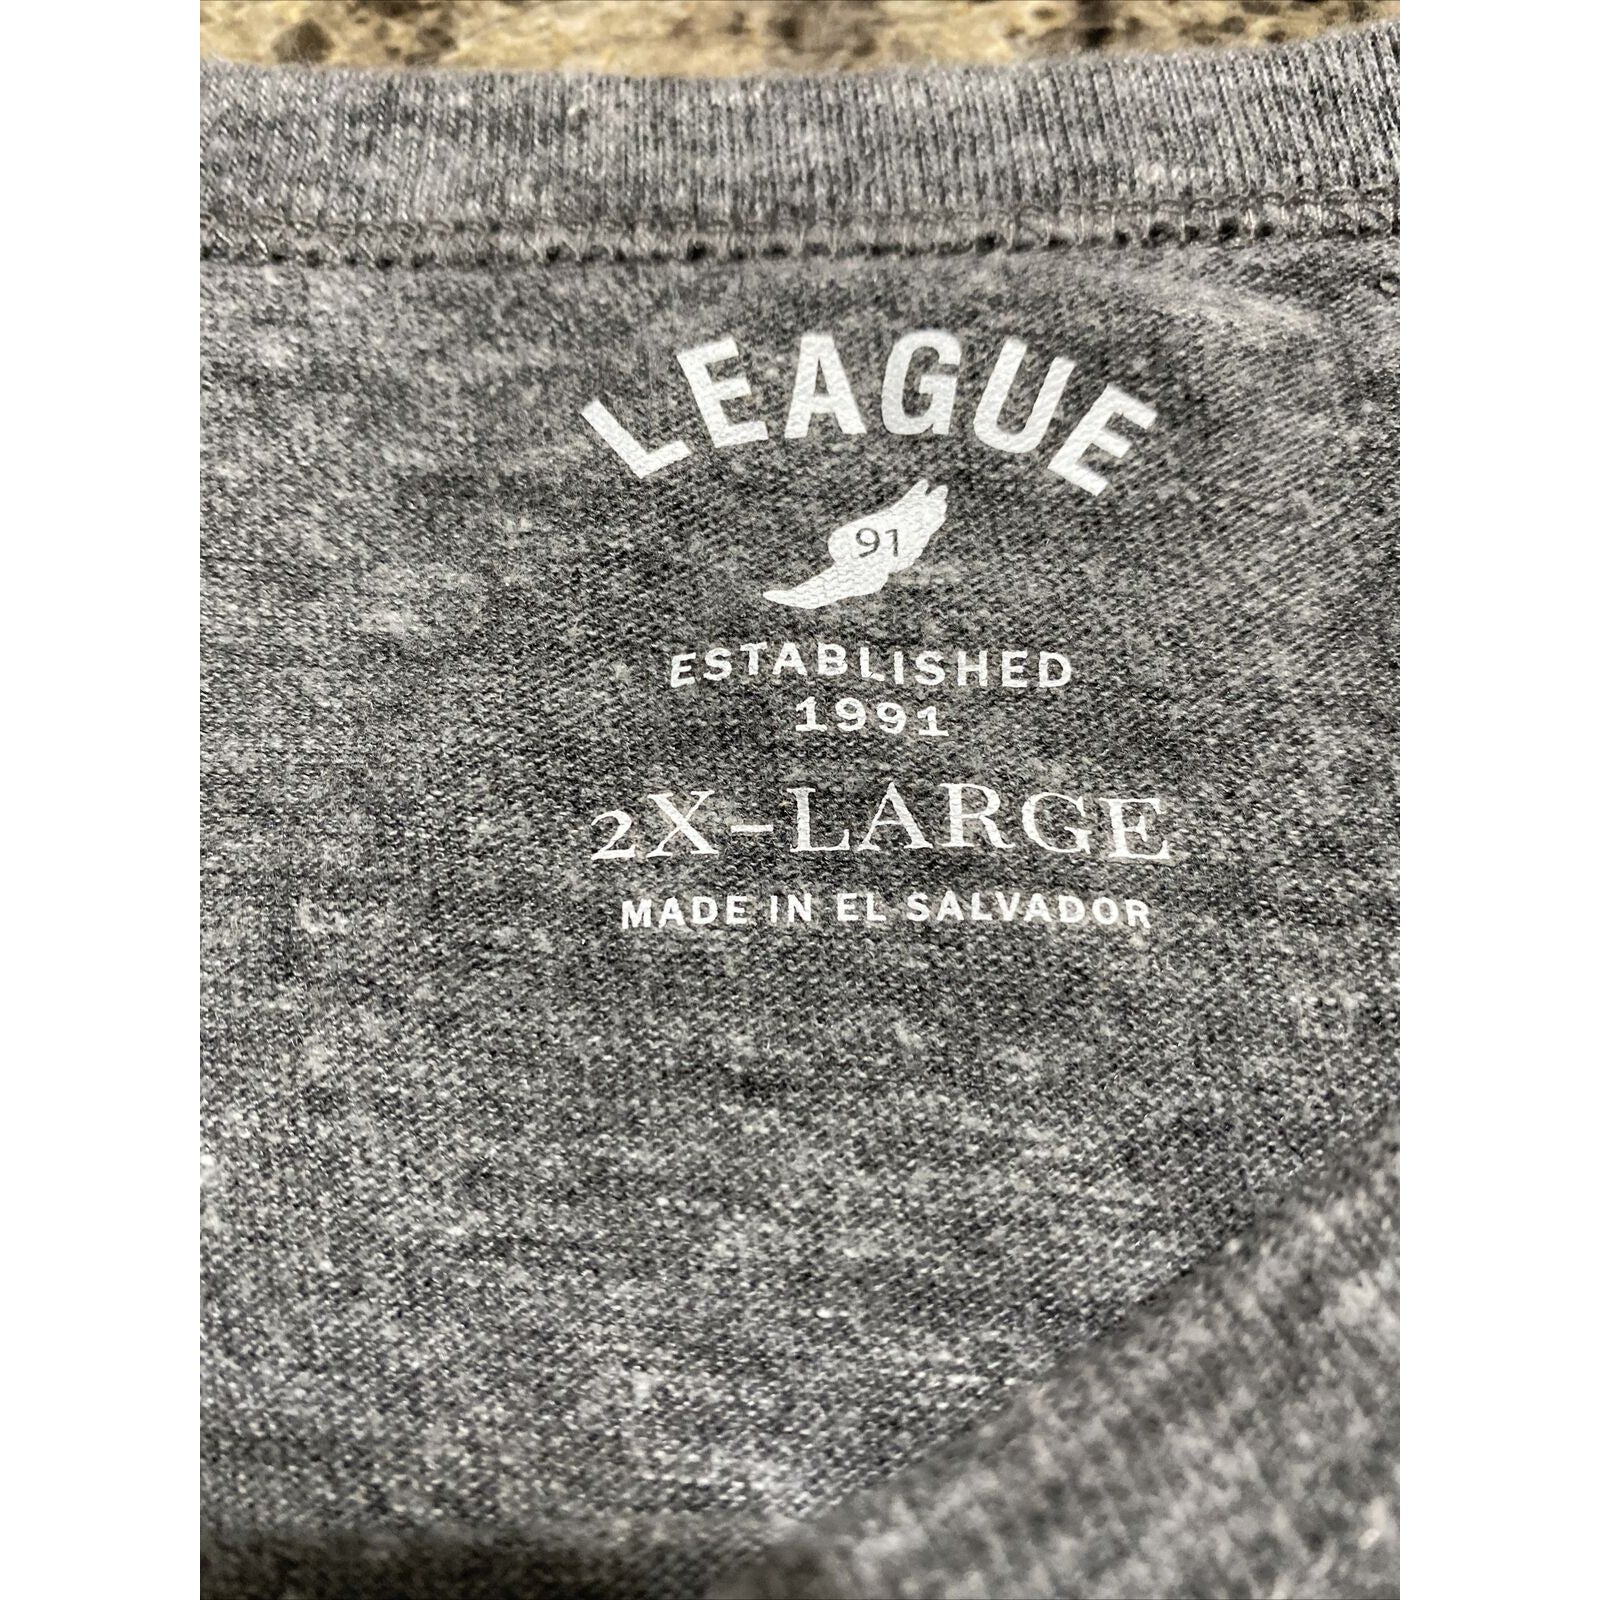 LEAGUE
91
ESTABLISHED
1991
2X-LARGE
MADE IN EL SALVADOR